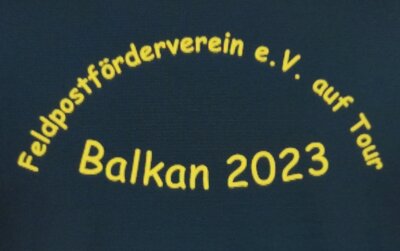 Feldpostförderverein e.V. auf Tour
Balkan 2023